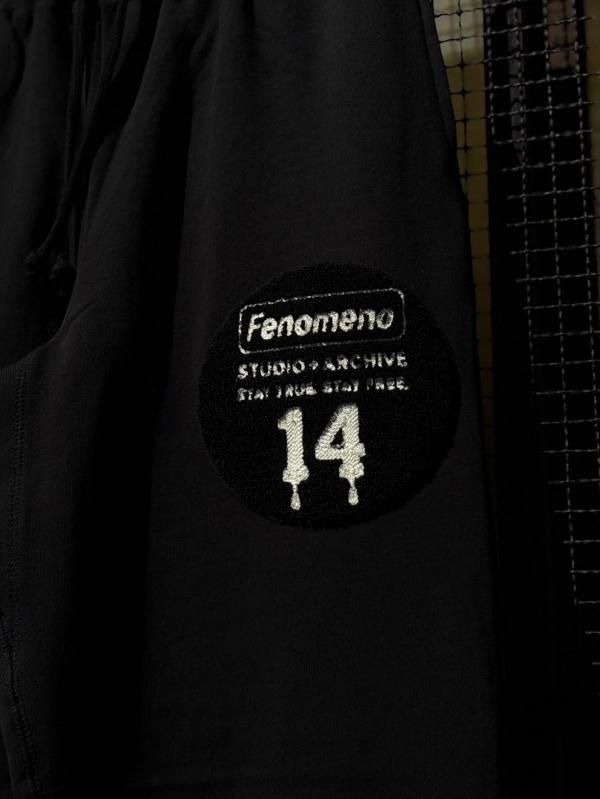 Fenomeno
STUDIO + ARCHIVE
STAY TRUE. STAY FREE.
14